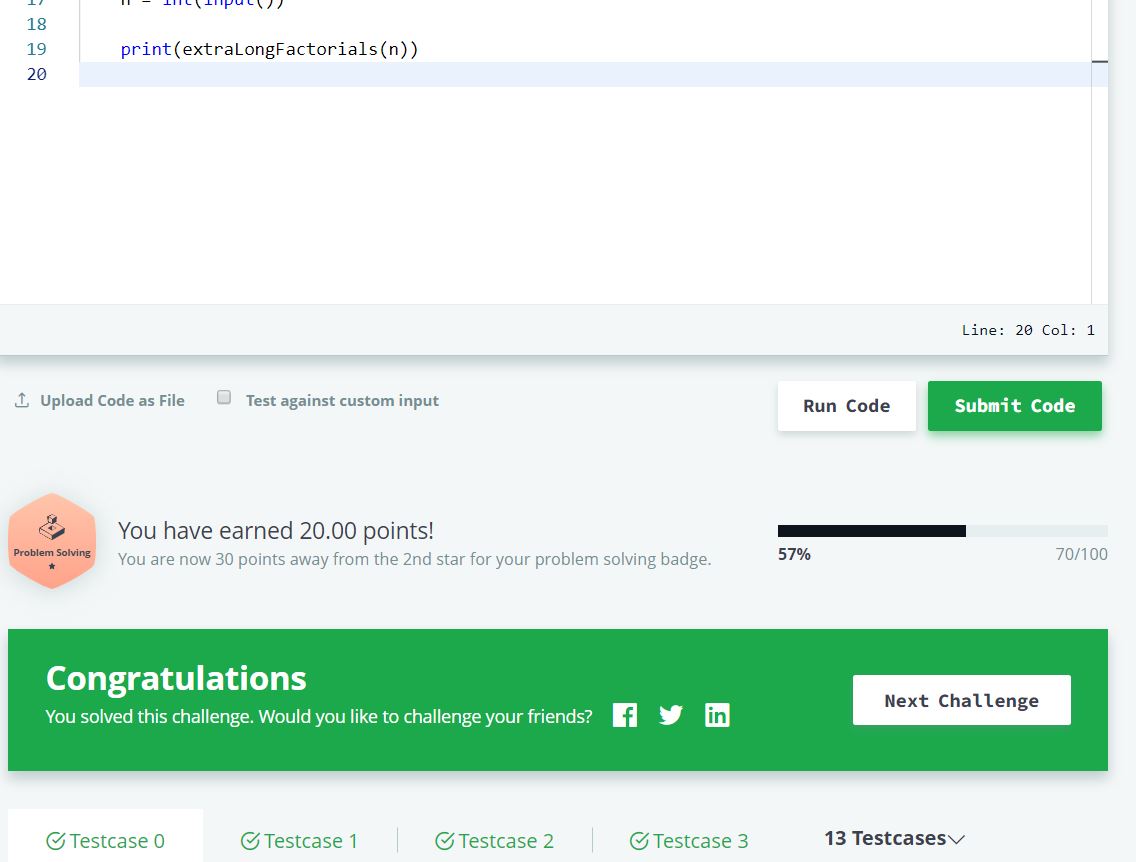 17 n = int(input())
18
19 print(extraLongFactorials(n))
20
Line: 20 Col: 1
Upload Code as File Test against custom input Run Code Submit Code
Problem Solving
You have earned 20.00 points!
You are now 30 points away from the 2nd star for your problem solving badge.
57% 70/100
Congratulations
You solved this challenge. Would you like to challenge your friends?
Next Challenge
Testcase 0 Testcase 1 Testcase 2 Testcase 3 13 Testcases